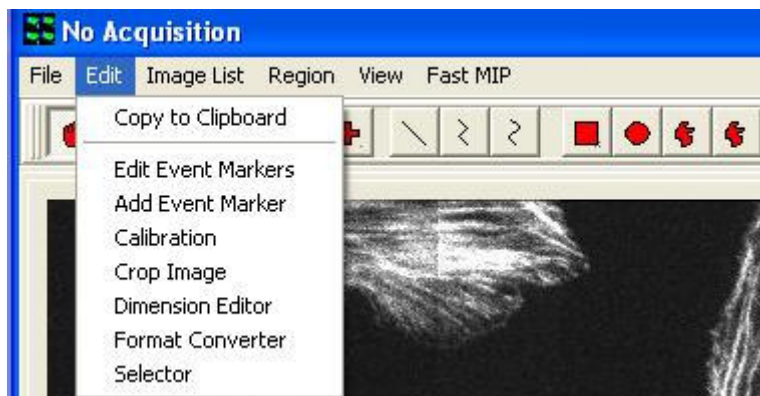 No Acquisition
File Edit Image List Region View Fast MIP
Copy to Clipboard
Edit Event Markers
Add Event Marker
Calibration
Crop Image
Dimension Editor
Format Converter
Selector